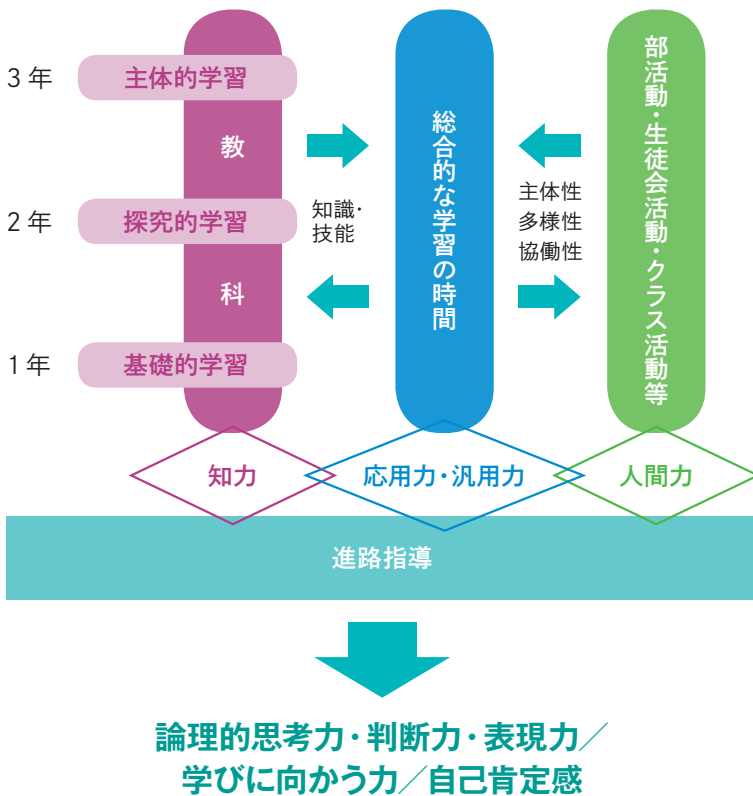 3年
主体的学習
教科
2年
探究的学習
1年
基礎的学習
知識・
技能
総合的な学習の時間
主体性
多様性
協働性
部活動・生徒会活動・クラス活動等
知力
応用力・汎用力
人間力
進路指導
論理的思考力・判断力・表現力／
学びに向かう力／自己肯定感